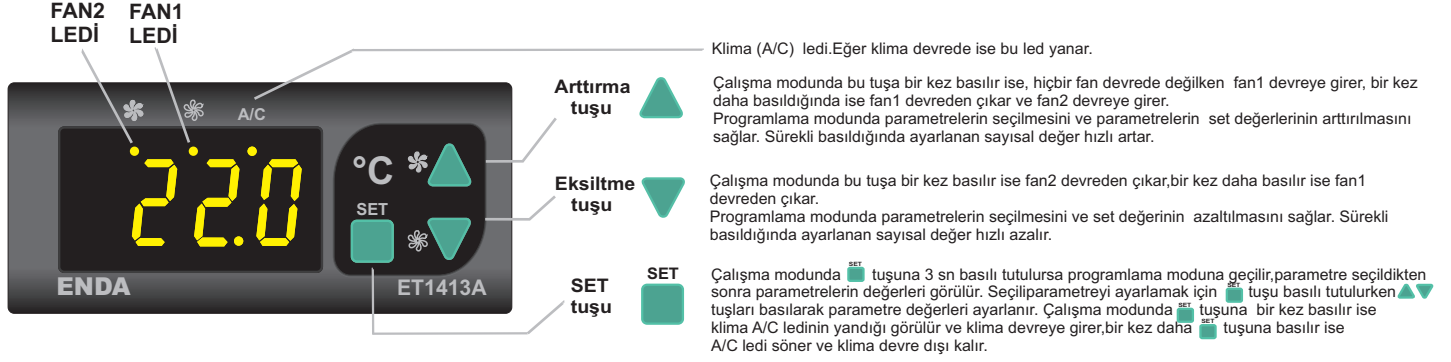 FAN2 FAN1
LEDİ LEDİ
Klima (A/C) ledi.Eğer klima devrede ise bu led yanar.
A/C
22.0
°C
SET
ENDA
ET1413A
Arttırma
tuşu
Çalışma modunda bu tuşa bir kez basılır ise, hiçbir fan devrede değilken fan1 devreye girer, bir kez
daha basıldığında ise fan1 devreden çıkar ve fan2 devreye girer.
Programlama modunda parametrelerin seçilmesini ve parametrelerin set değerlerinin arttırılmasını
sağlar. Sürekli basıldığında ayarlanan sayısal değer hızlı artar.
Eksiltme
tuşu
Çalışma modunda bu tuşa bir kez basılır ise fan2 devreden çıkar,bir kez daha basılır ise fan1
devreden çıkar.
Programlama modunda parametrelerin seçilmesini ve set değerinin azaltılmasını sağlar. Sürekli
basıldığında ayarlanan sayısal değer hızlı azalır.
SET
tuşu
SET
Çalışma modunda SET tuşuna 3 sn basılı tutulursa programlama moduna geçilir,parametre seçildikten
sonra parametrelerin değerleri görülür. Seçiliparametreyi ayarlamak için SET tuşu basılı tutulurken
tuşları basılarak parametre değerleri ayarlanır. Çalışma modunda SET tuşuna bir kez basılır ise
klima A/C ledinin yandığı görülür ve klima devreye girer,bir kez daha SET tuşuna basılır ise
A/C ledi söner ve klima devre dışı kalır.